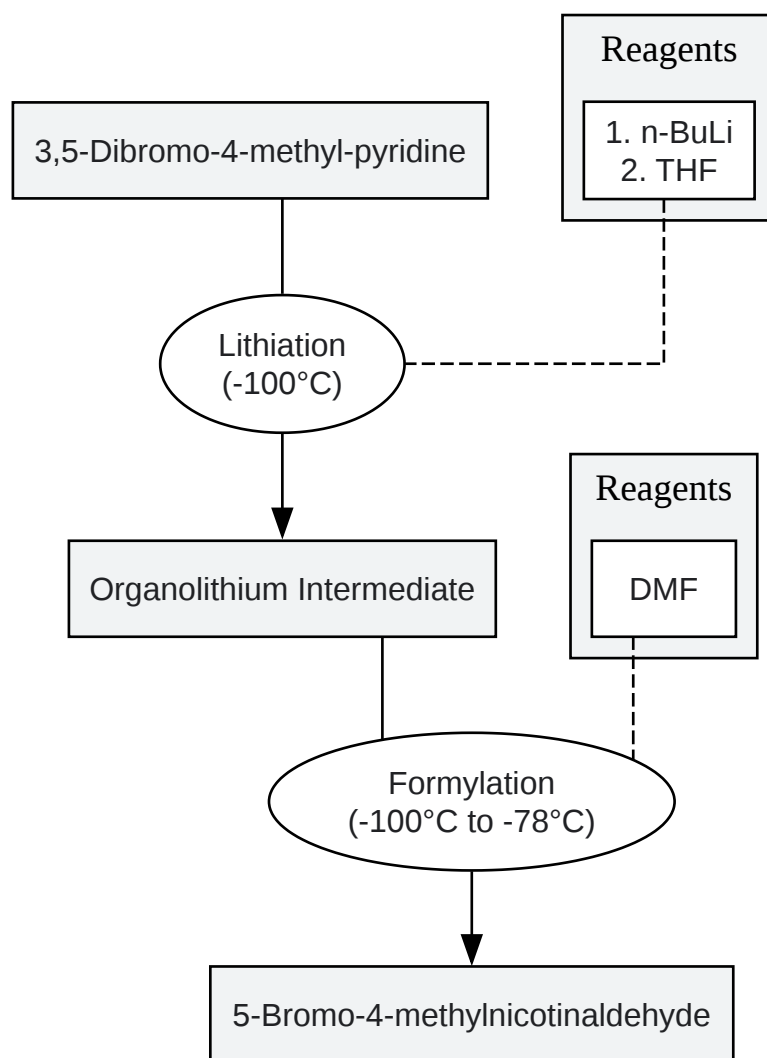 Reagents
1. n-BuLi
2. THF
3,5-Dibromo-4-methyl-pyridine
Lithiation
(-100°C)
Reagents
DMF
Organolithium Intermediate
Formylation
(-100°C to -78°C)
5-Bromo-4-methylnicotinaldehyde